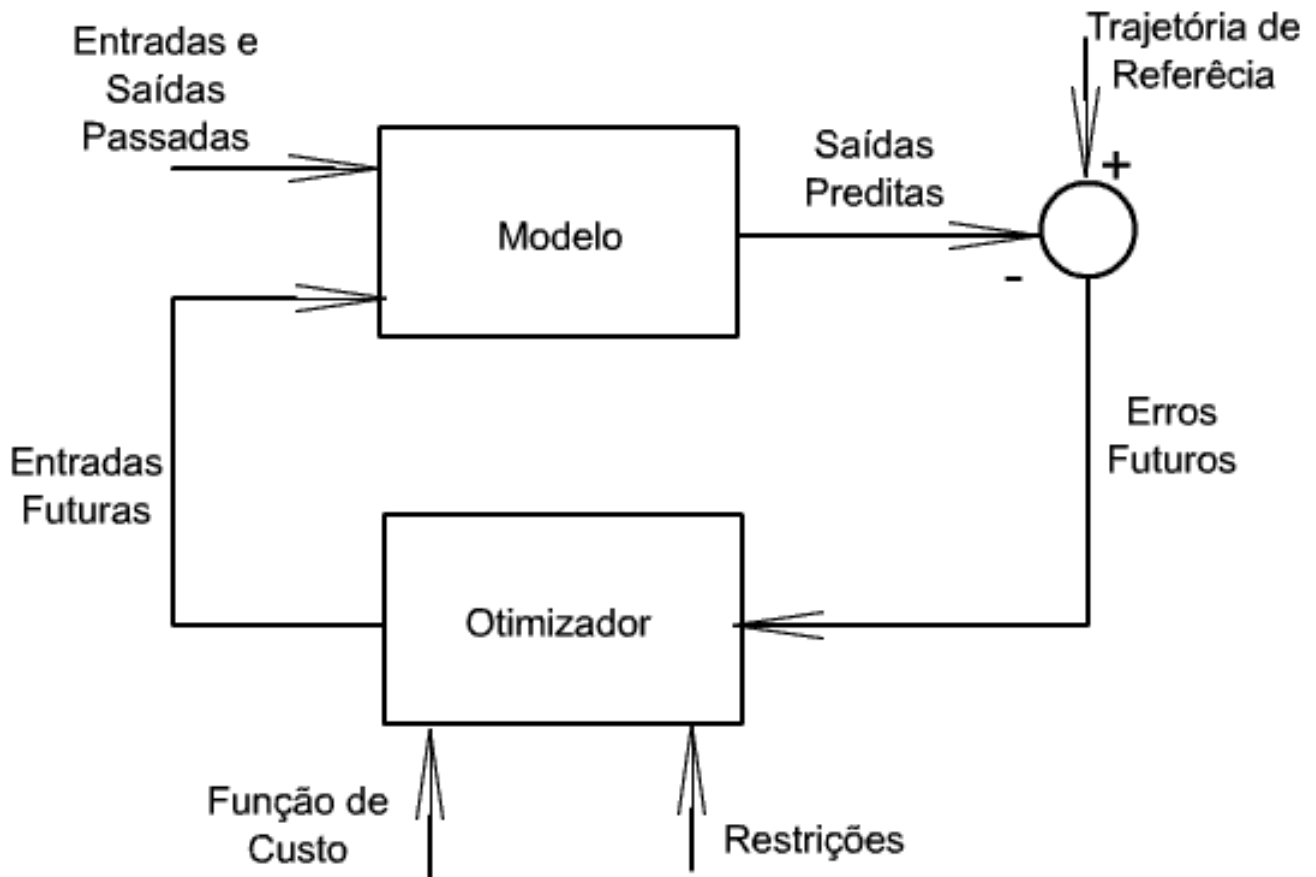 Entradas e
Saídas
Passadas
Trajetória de
Referêcia
Modelo
Saídas
Preditas
+
-
Entradas
Futuras
Erros
Futuros
Otimizador
Função de
Custo
Restrições